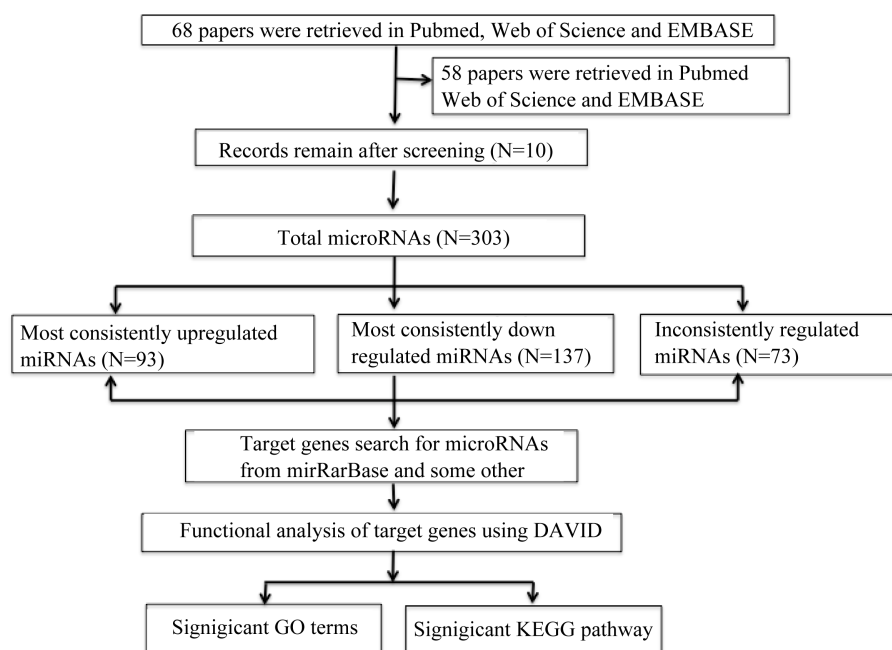 68 papers were retrieved in Pubmed, Web of Science and EMBASE
58 papers were retrieved in Pubmed
Web of Science and EMBASE
Records remain after screening (N=10)
Total microRNAs (N=303)
Most consistently upregulated
miRNAs (N=93)
Most consistently down
regulated miRNAs (N=137)
Inconsistently regulated
miRNAs (N=73)
Target genes search for microRNAs
from mirRarBase and some other
Functional analysis of target genes using DAVID
Signigicant GO terms
Signigicant KEGG pathway